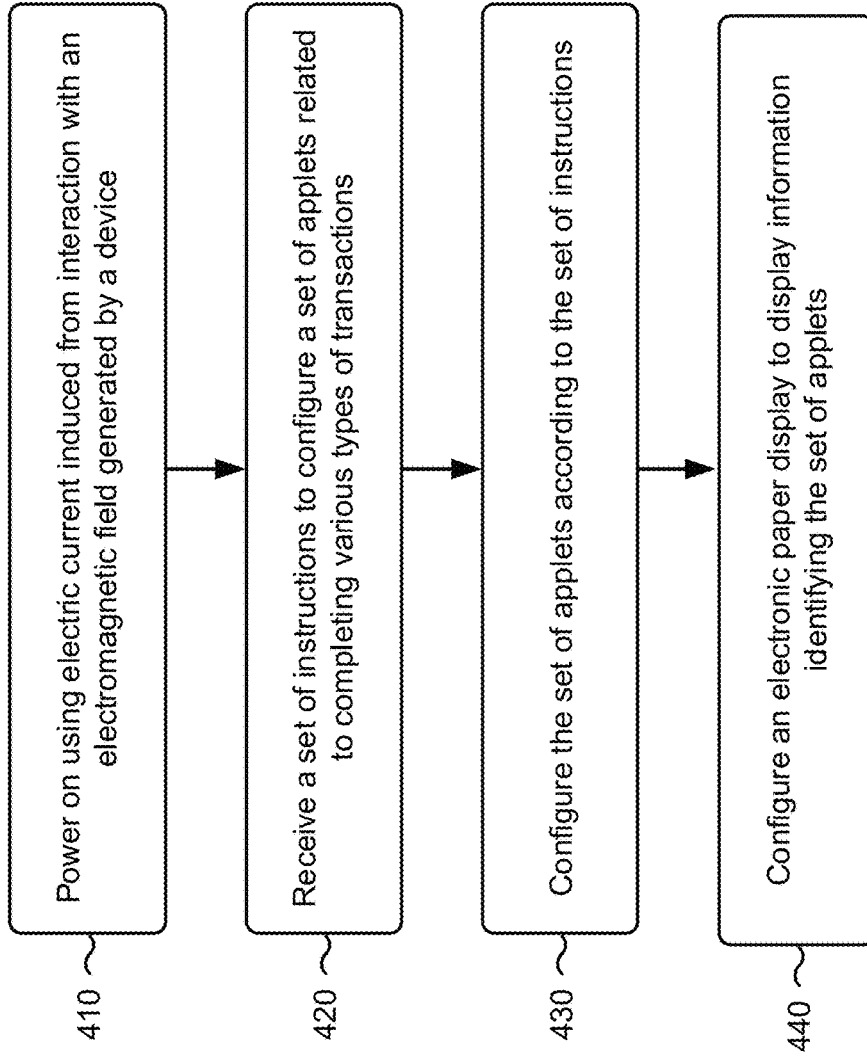 410
Power on using electric current induced from interaction with an
electromagnetic field generated by a device
420
Receive a set of instructions to configure a set of applets related
to completing various types of transactions
430
Configure the set of applets according to the set of instructions
440
Configure an electronic paper display to display information
identifying the set of applets